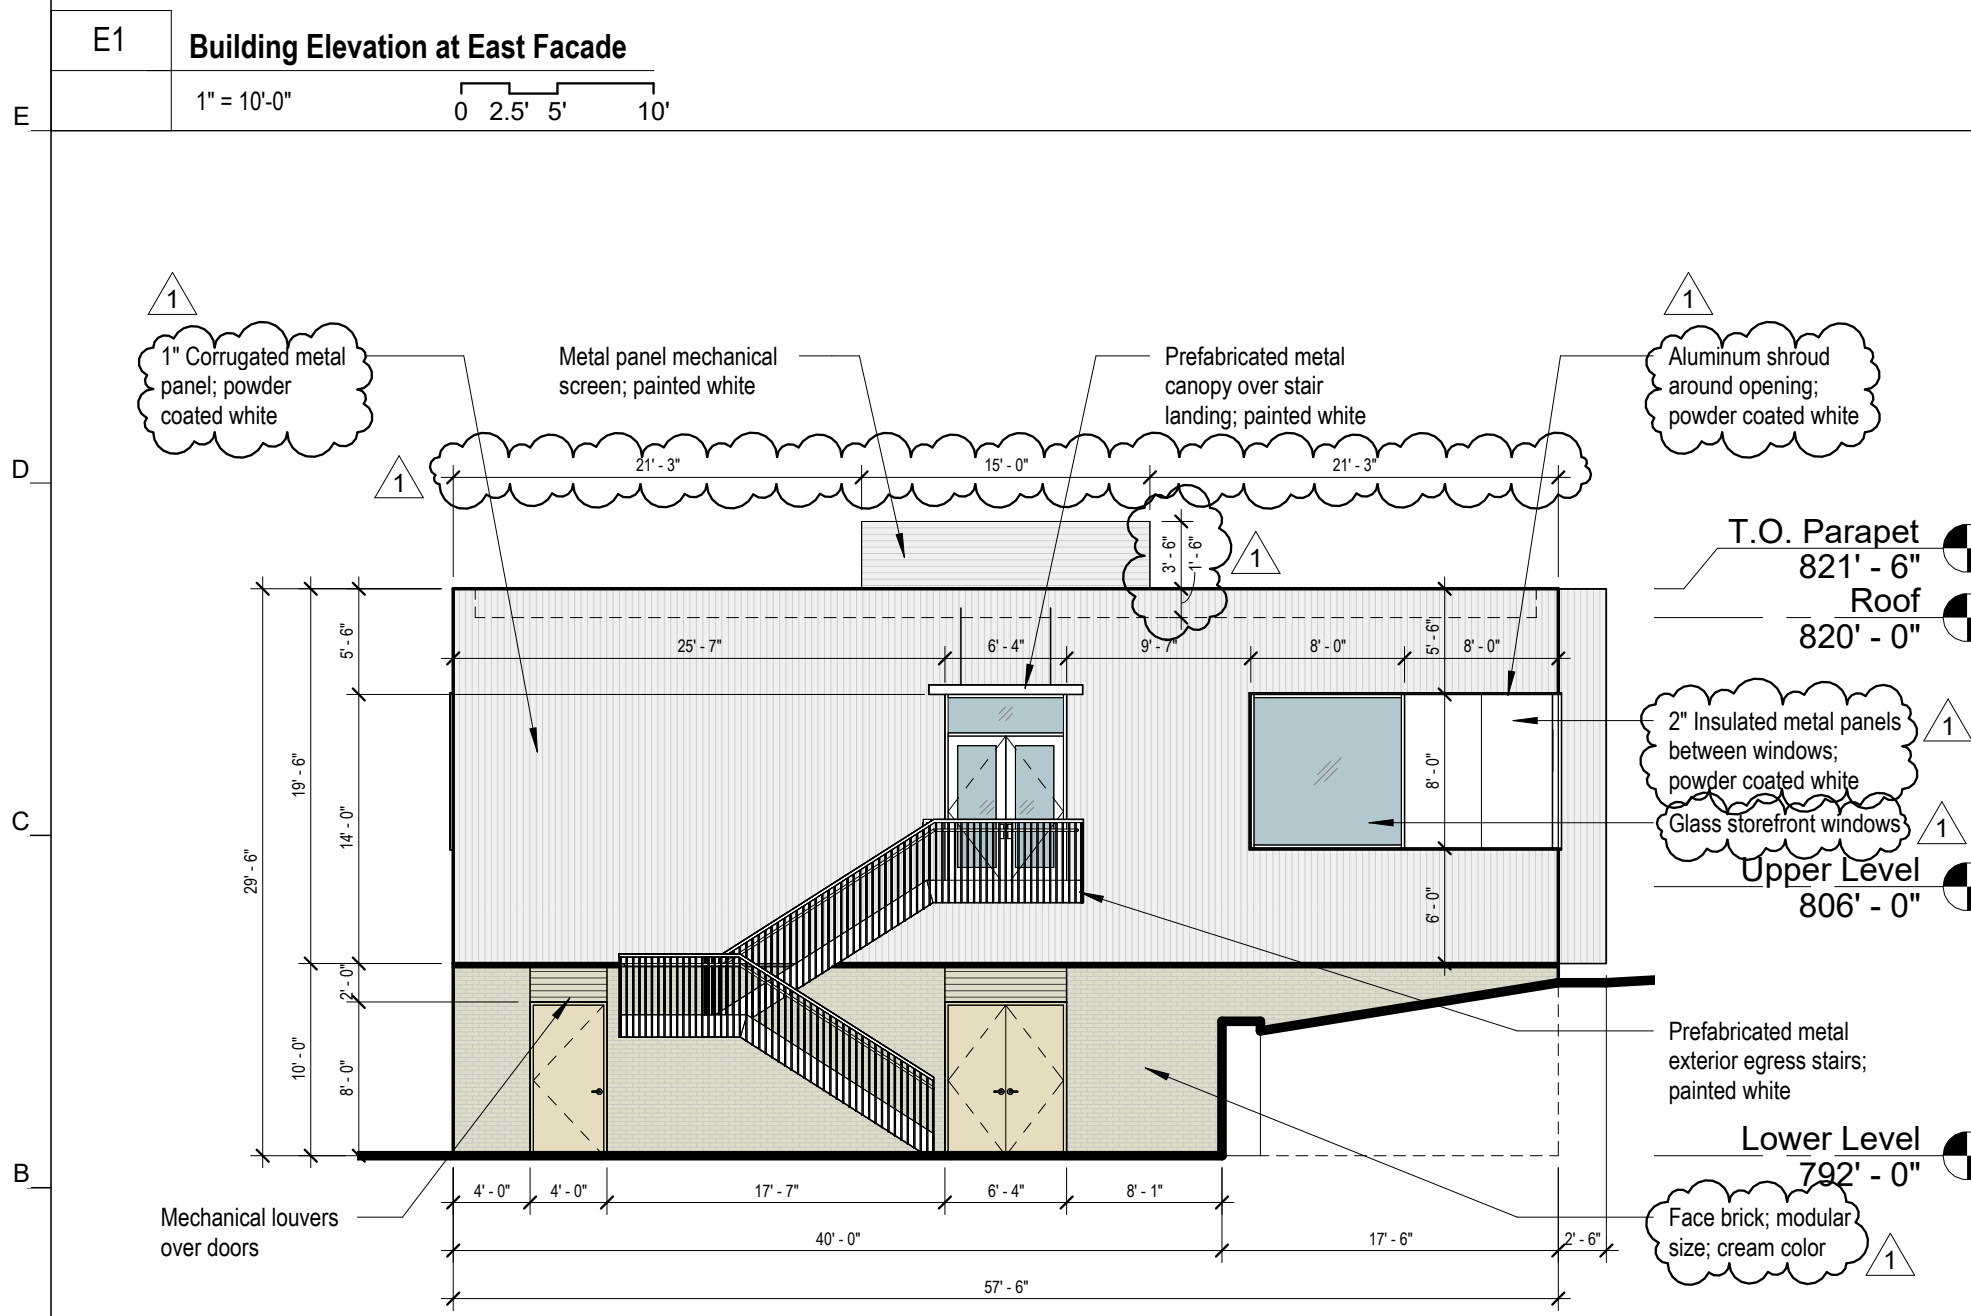 E1
Building Elevation at East Facade
1" = 10'-0"
0 2.5' 5' 10'
E
1
1
1" Corrugated metal
panel; powder
coated white
Metal panel mechanical
screen; painted white
Prefabricated metal
canopy over stair
landing; painted white
Aluminum shroud
around opening;
powder coated white
D
1
21' - 3"
15' - 0"
21' - 3"
3' - 6"
1' - 6"
1
T.O. Parapet
821' - 6"
Roof
820' - 0"
5' - 6"
25' - 7"
6' - 4"
9' - 7"
8' - 0"
5' - 6"
8' - 0"
2" Insulated metal panels
between windows;
powder coated white
1
19' - 6"
14' - 0"
8' - 0"
C
Glass storefront windows
1
29' - 6"
Upper Level
806' - 0"
6' - 0"
2' - 0"
10' - 0"
8' - 0"
Prefabricated metal
exterior egress stairs;
painted white
Lower Level
792' - 0"
B
4' - 0"
4' - 0"
17' - 7"
6' - 4"
8' - 1"
Mechanical louvers
over doors
Face brick; modular
size; cream color
1
40' - 0"
17' - 6"
2' - 6"
57' - 6"